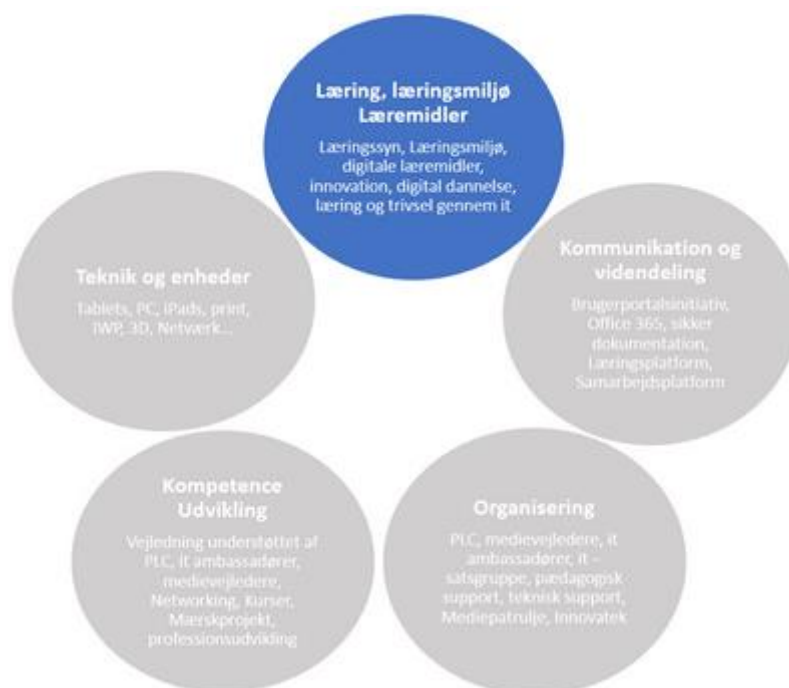 Læring, læringsmiljø
Læremidler
Læringssyn, Læringsmiljø,
digitale læremidler,
innovation, digital dannelse,
læring og trivsel gennem it
Teknik og enheder
Tablets, PC, iPads, print,
IWP, 3D, Netwærk...
Kommunikation og
videndeling
Brugerportalsinitiativ,
Office 365, sikker
dokumentation,
Læringsplatform,
Samarbejdsplatform
Kompetence
Udvikling
Vejledning understøttet af
PLC, it ambassadører,
medievejledere,
Networking, Kurser,
Mærskprojekt,
professionsudvikling
Organisering
PLC, medievejledere, it
ambassadører, it –
satsgruppe, pædagogisk
support, teknisk support,
Mediepatrulje, Innovatek